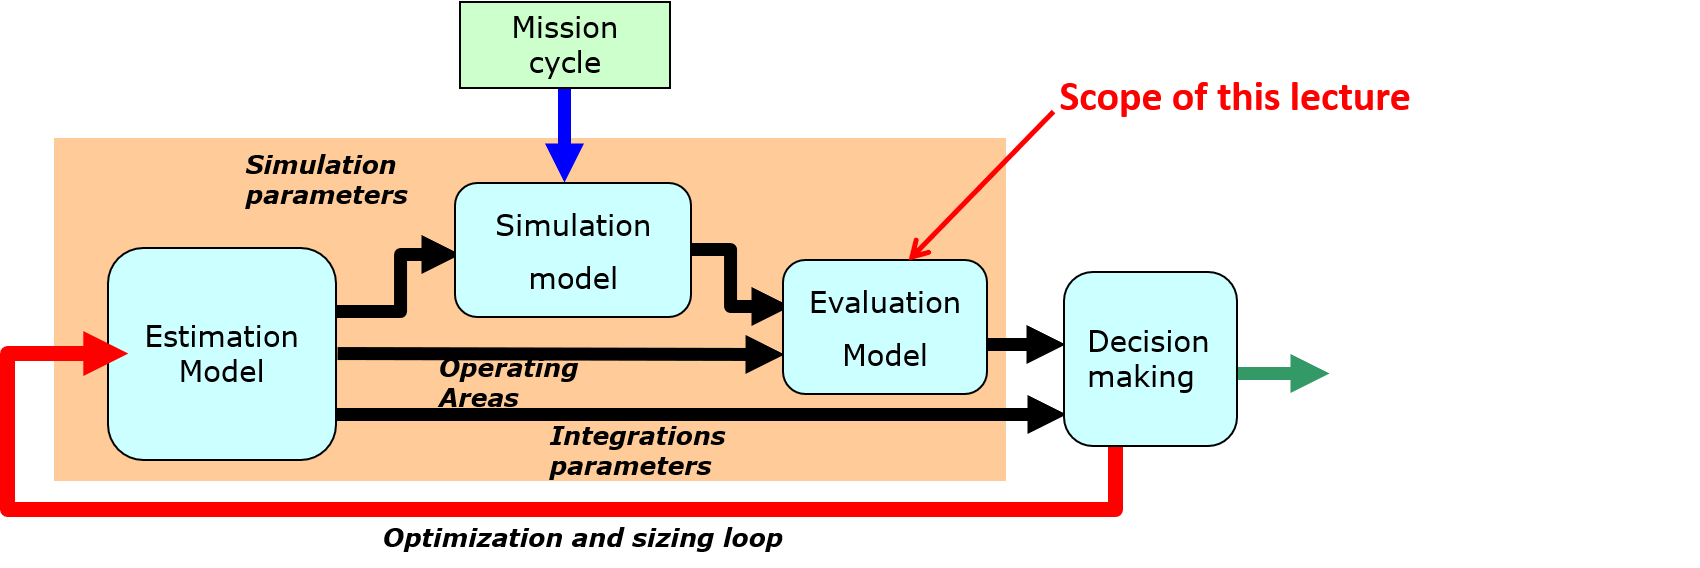 Mission
cycle
Scope of this lecture
Simulation
parameters
Simulation
model
Evaluation
Model
Estimation
Model
Decision
making
Operating
Areas
Integrations
parameters
Optimization and sizing loop